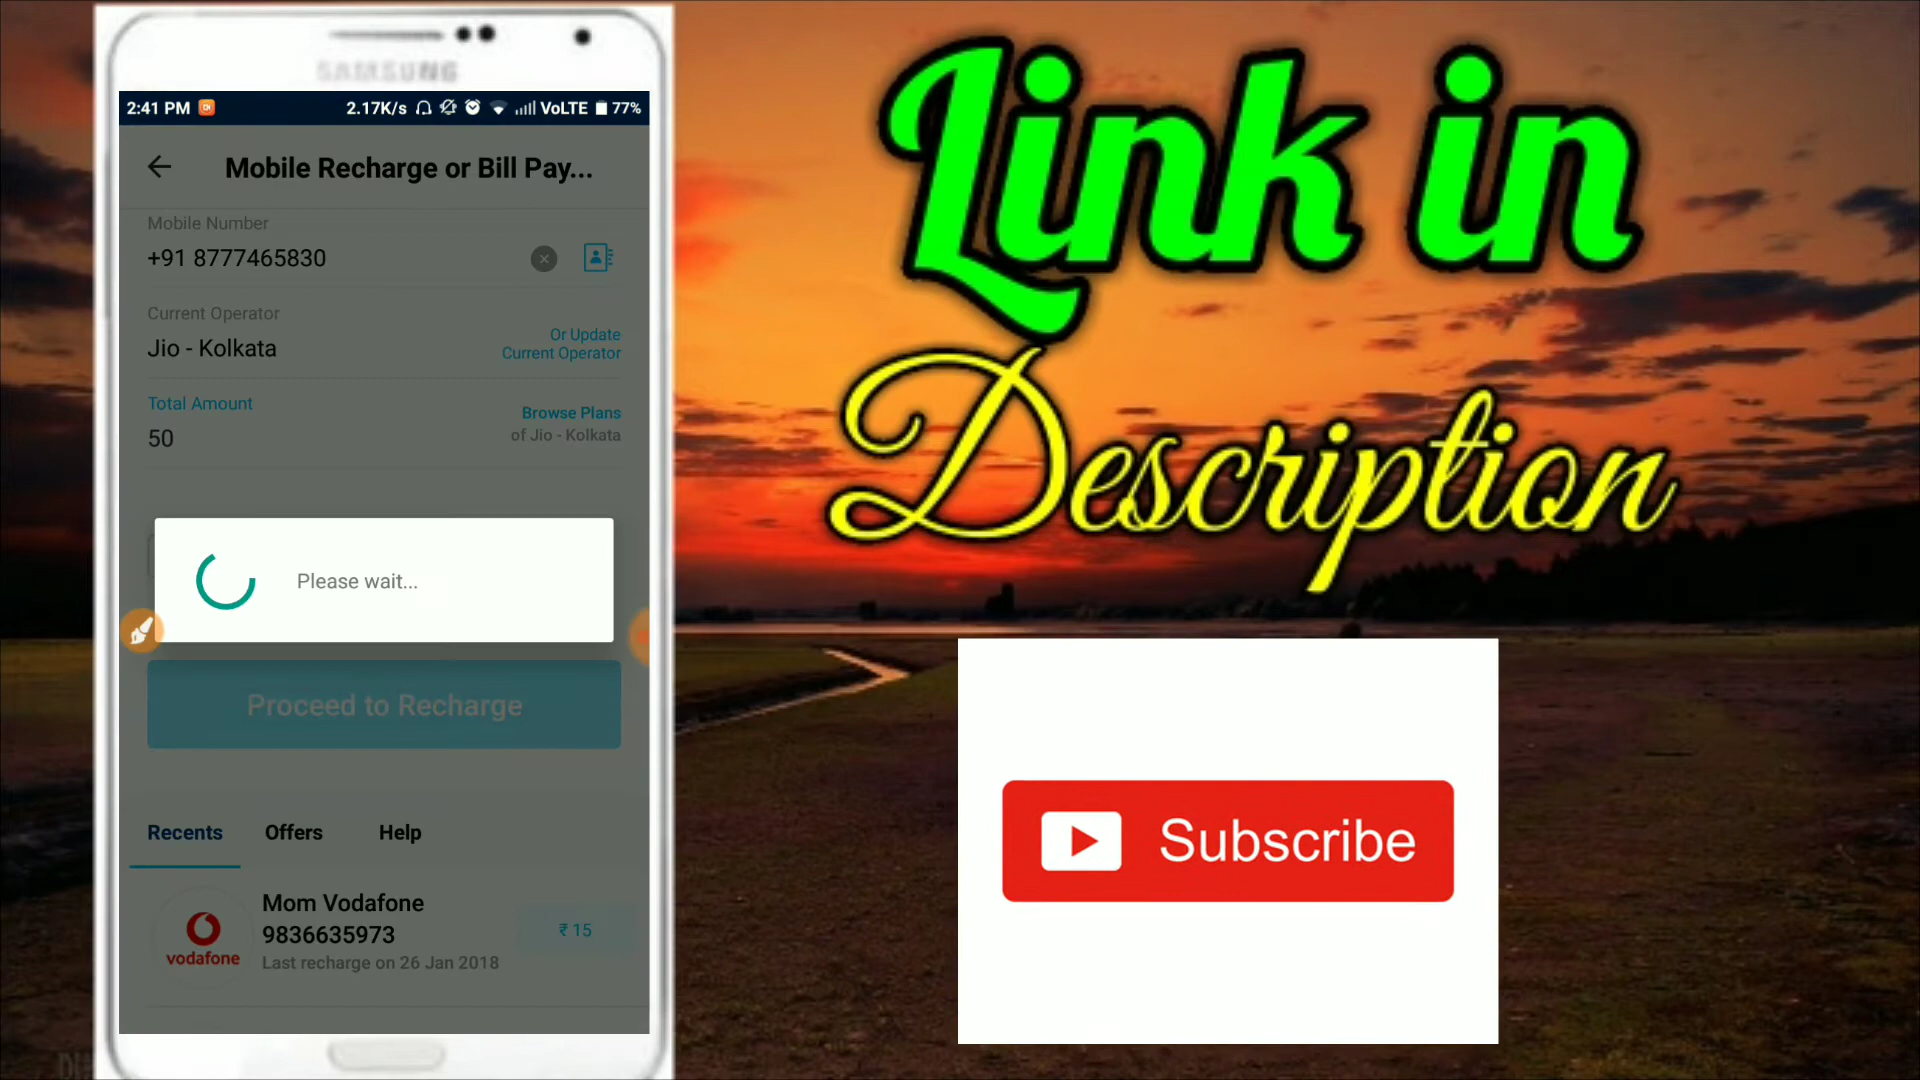 SAMSUNG
2:41 PM 2.17K/s VoLTE 77%
Mobile Recharge or Bill Pay...
Mobile Number
+91 8777465830
Current Operator
Jio - Kolkata
Or Update
Current Operator
Total Amount
50
Browse Plans
of Jio - Kolkata
Please wait...
Proceed to Recharge
Recents Offers Help
vodafone
Mom Vodafone
9836635973
Last recharge on 26 Jan 2018
₹ 15
Link in
Description
Subscribe